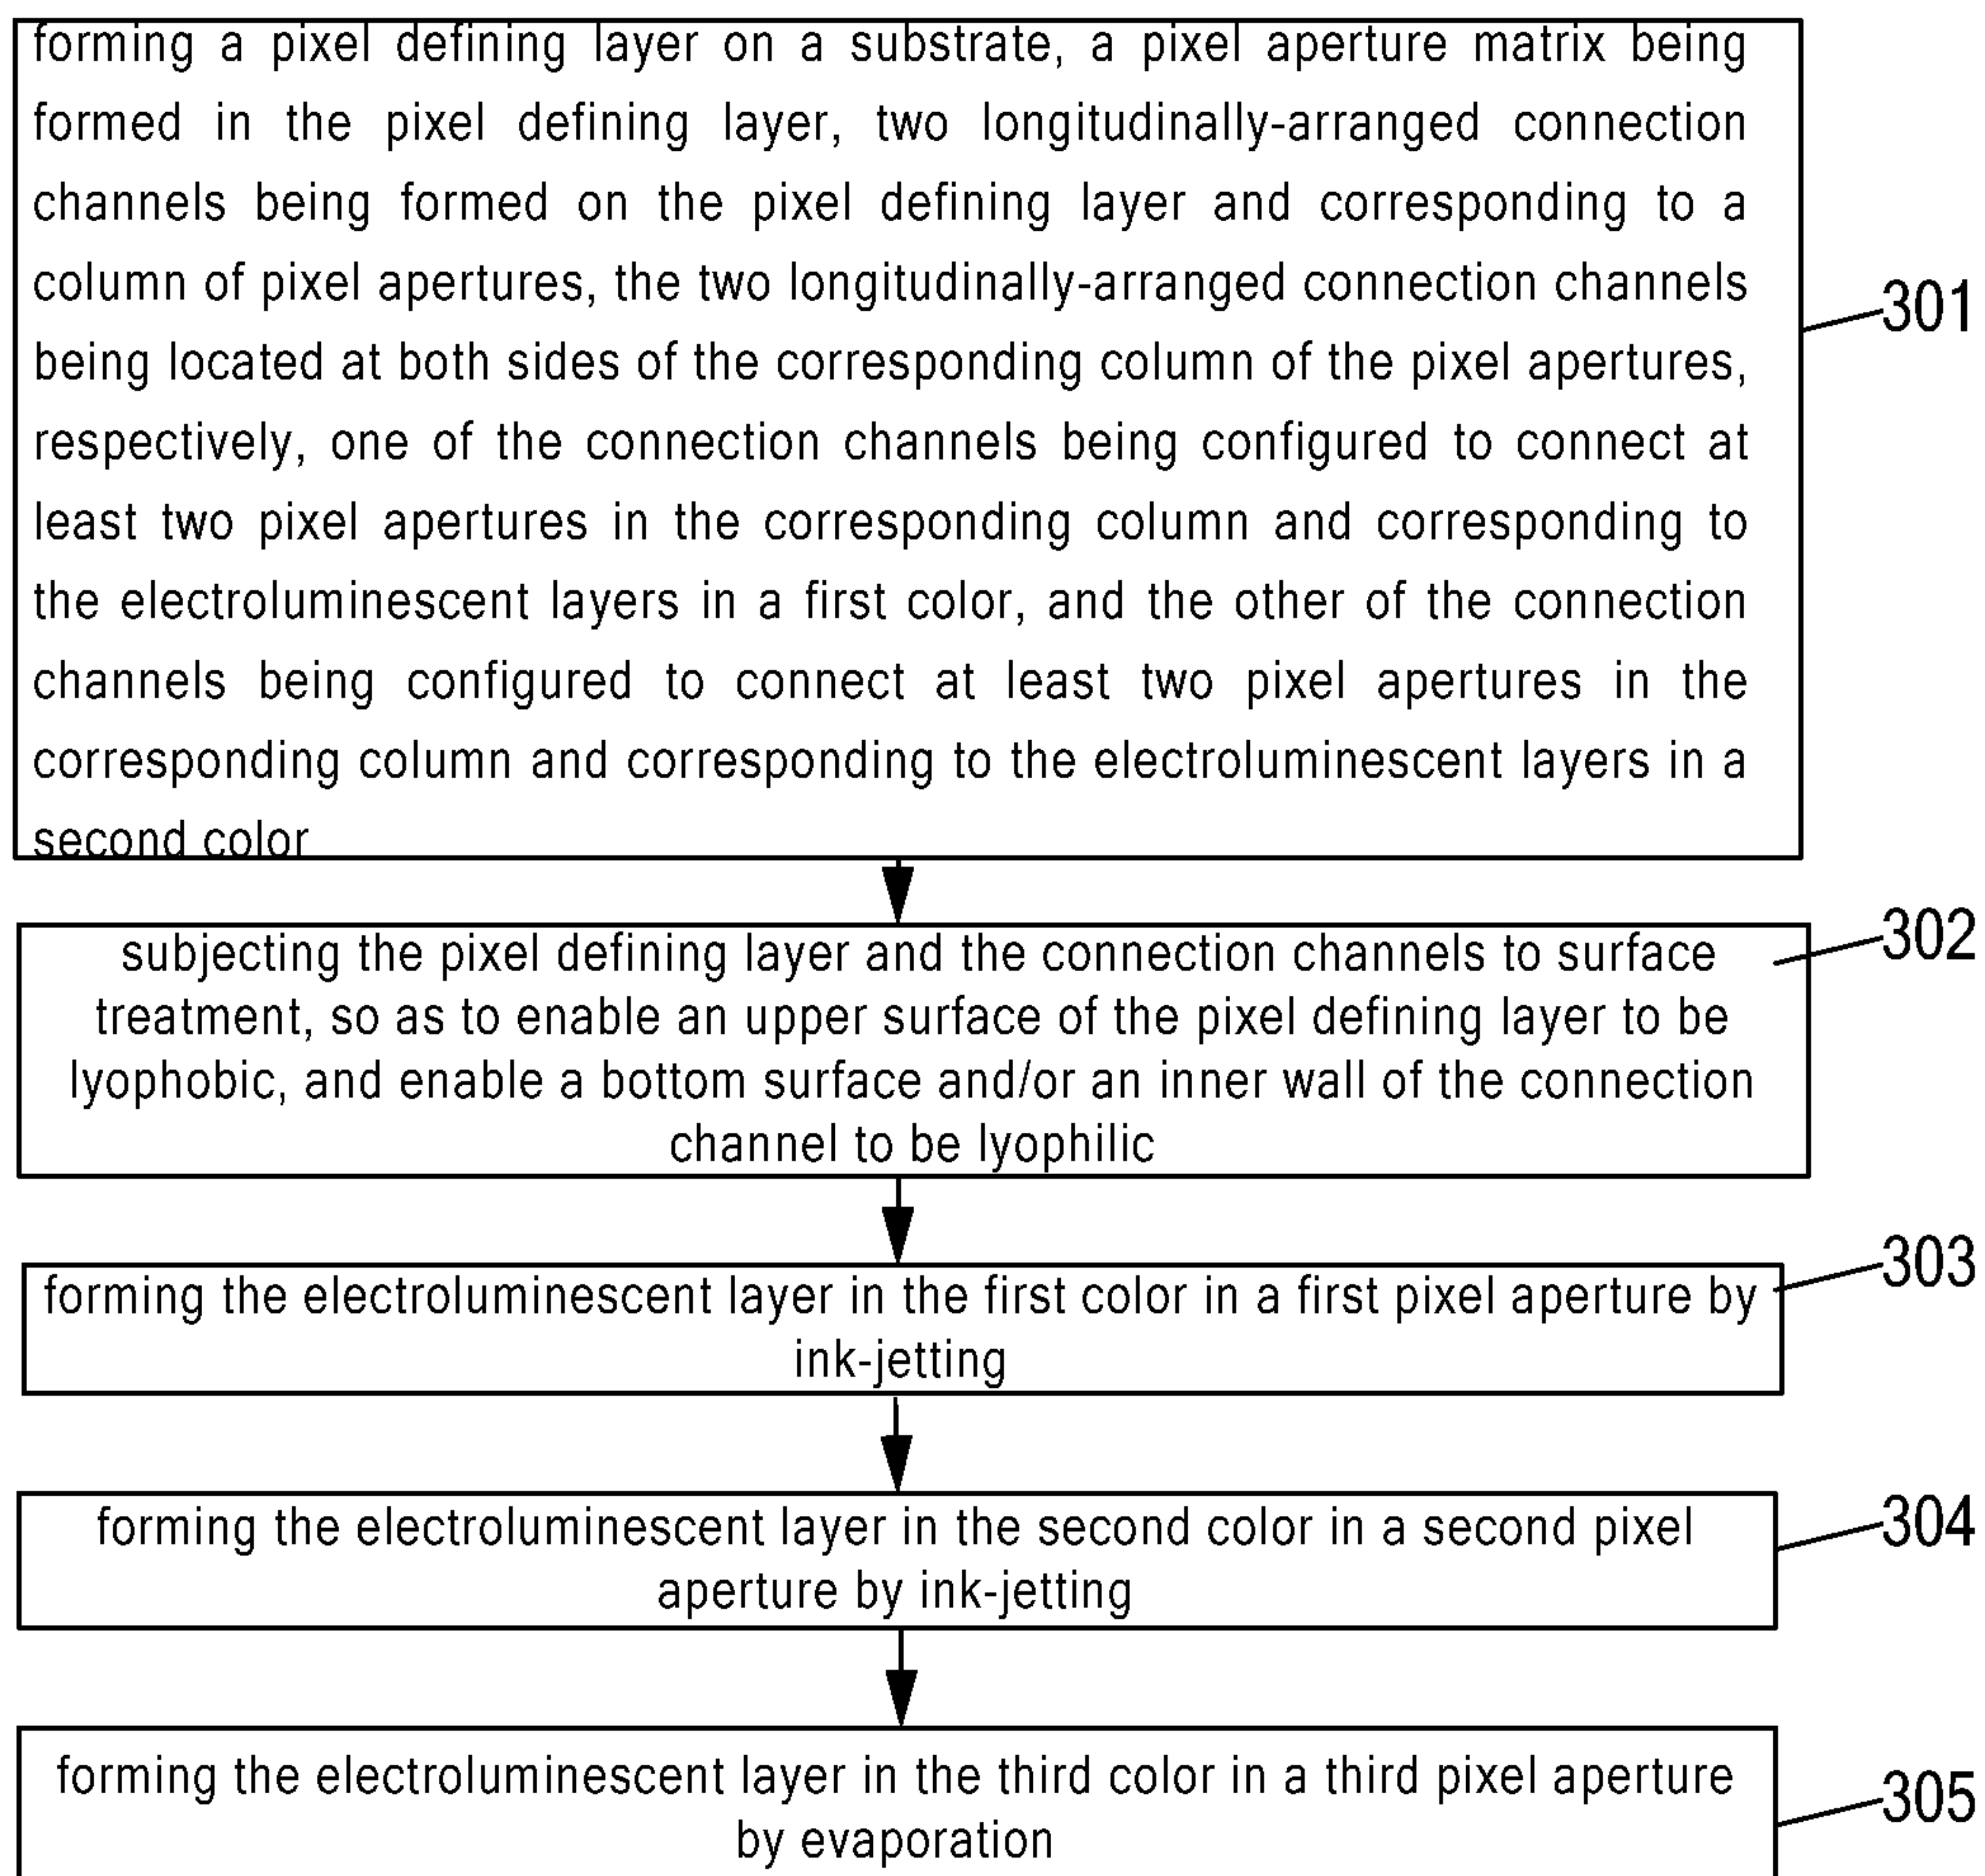 forming a pixel defining layer on a substrate, a pixel aperture matrix being
formed in the pixel defining layer, two longitudinally-arranged connection
channels being formed on the pixel defining layer and corresponding to a
column of pixel apertures, the two longitudinally-arranged connection channels
being located at both sides of the corresponding column of the pixel apertures,
respectively, one of the connection channels being configured to connect at
least two pixel apertures in the corresponding column and corresponding to
the electroluminescent layers in a first color, and the other of the connection
channels being configured to connect at least two pixel apertures in the
corresponding column and corresponding to the electroluminescent layers in a
second color
301
subjecting the pixel defining layer and the connection channels to surface
treatment, so as to enable an upper surface of the pixel defining layer to be
lyophobic, and enable a bottom surface and/or an inner wall of the connection
channel to be lyophilic
302
forming the electroluminescent layer in the first color in a first pixel aperture by
ink-jetting
303
forming the electroluminescent layer in the second color in a second pixel
aperture by ink-jetting
304
forming the electroluminescent layer in the third color in a third pixel aperture
by evaporation
305